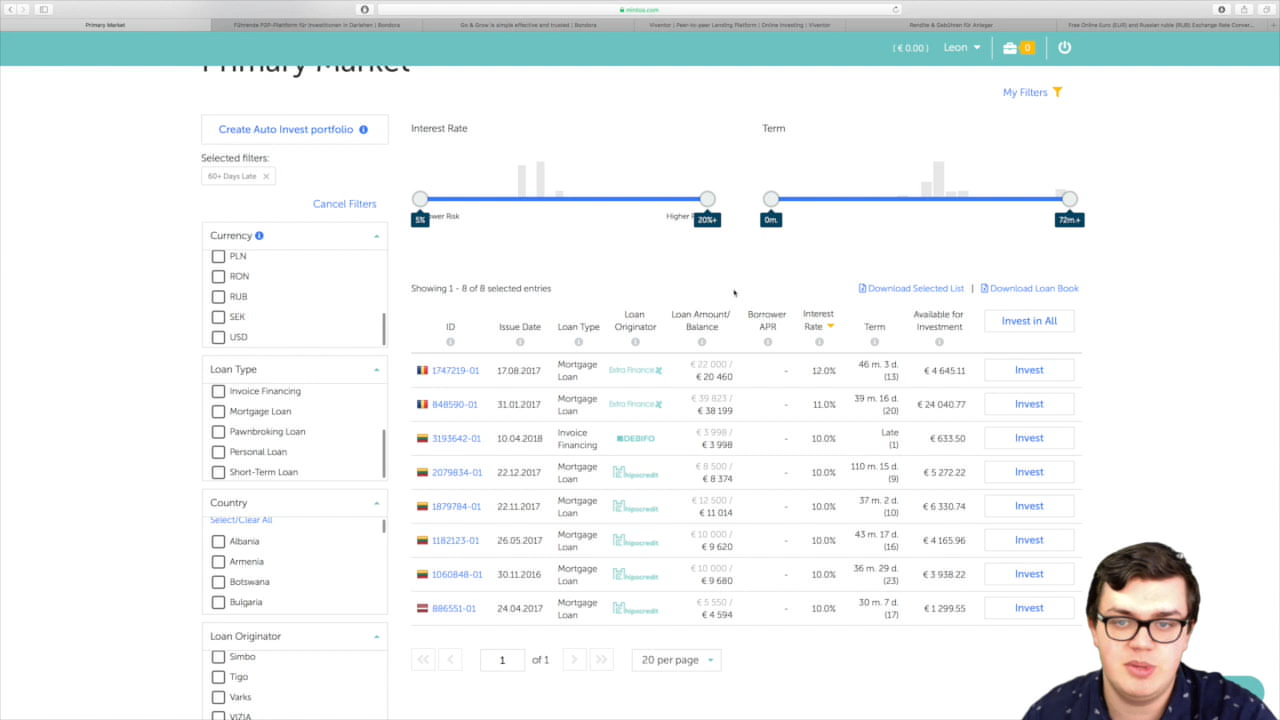 mintos.com
Primary Market
Führende P2P-Plattform für Investitionen in Darlehen | Bondora
Go & Grow is simple effective and trusted | Bondora
Viventor | Peer-to-peer Lending Platform | Online Investing | Viventor
Rendite & Gebühren für Anleger
Free Online Euro (EUR) and Russian ruble (RUB) Exchange Rate Conver...
( € 0.00 ) Leon 0
Primary Market
My Filters
Create Auto Invest portfolio
Selected filters:
60+ Days Late
Cancel Filters
Currency
PLN
RON
RUB
SEK
USD
Loan Type
Invoice Financing
Mortgage Loan
Pawnbroking Loan
Personal Loan
Short-Term Loan
Country
Select/Clear All
Albania
Armenia
Botswana
Bulgaria
Loan Originator
Simbo
Tigo
Varks
VIZIA
Interest Rate
5% ower Risk
Higher 20%+
Term
0m.
72m.+
Showing 1 - 8 of 8 selected entries
Download Selected List | Download Loan Book
ID Issue Date Loan Type Loan Originator Loan Amount/ Balance Borrower APR Interest Rate Term Available for Investment Invest in All
1747219-01 17.08.2017 Mortgage Loan Extra Finance € 22 000 / € 20 460 - 12.0% 46 m. 3 d. (13) € 4 645.11 Invest
848590-01 31.01.2017 Mortgage Loan Extra Finance € 39 823 / € 38 199 - 11.0% 39 m. 16 d. (20) € 24 040.77 Invest
3193642-01 10.04.2018 Invoice Financing DEBIFO € 3 998 / € 3 998 - 10.0% Late (1) € 633.50 Invest
2079834-01 22.12.2017 Mortgage Loan hipocredit € 8 500 / € 8 374 - 10.0% 110 m. 15 d. (9) € 5 272.22 Invest
1879784-01 22.11.2017 Mortgage Loan hipocredit € 12 500 / € 11 014 - 10.0% 37 m. 2 d. (10) € 6 330.74 Invest
1182123-01 26.05.2017 Mortgage Loan hipocredit € 10 000 / € 9 620 - 10.0% 43 m. 17 d. (16) € 4 165.96 Invest
1060848-01 30.11.2016 Mortgage Loan hipocredit € 10 000 / € 9 680 - 10.0% 36 m. 29 d. (23) € 3 938.22 Invest
886551-01 24.04.2017 Mortgage Loan hipocredit € 5 550 / € 4 594 - 10.0% 30 m. 7 d. (17) € 1 299.55 Invest
1 of 1 20 per page